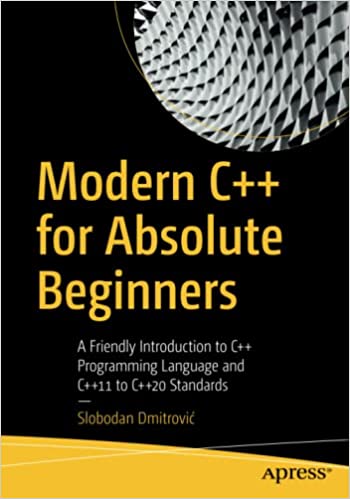 Modern C++
for Absolute
Beginners
A Friendly Introduction to C++
Programming Language and
C++11 to C++20 Standards
—
Slobodan Dmitrović
Apress®